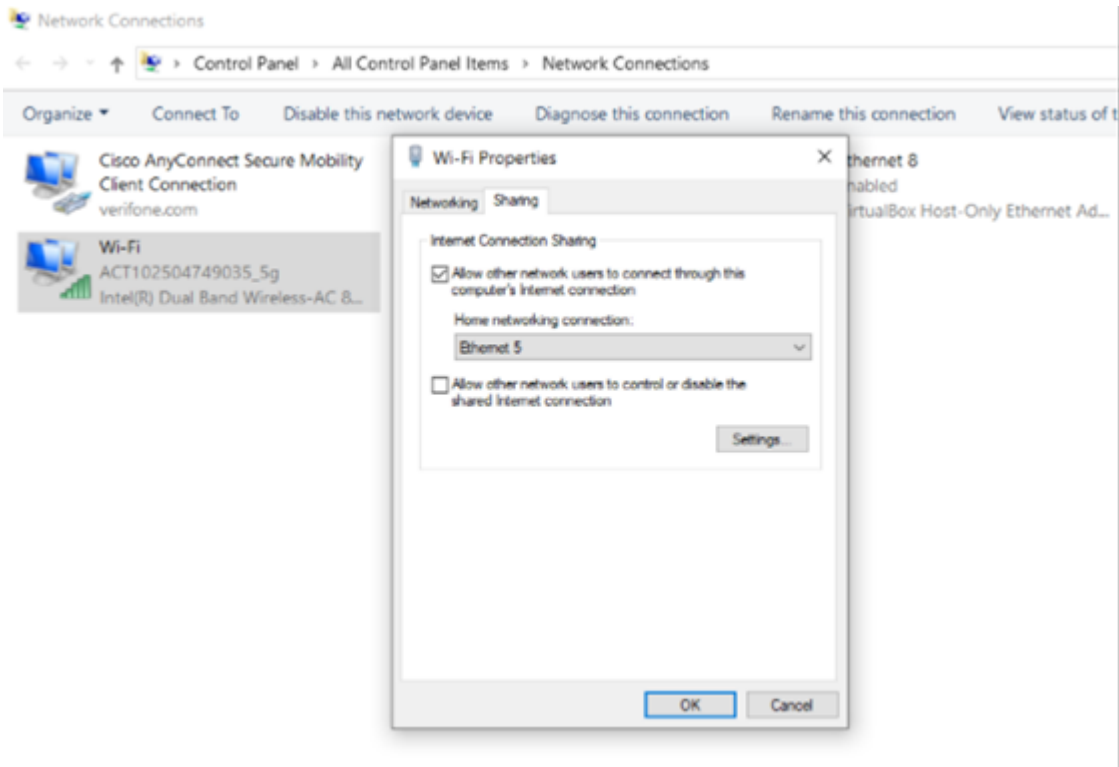 Network Connections
Control Panel › All Control Panel Items › Network Connections
Organize Connect To Disable this network device Diagnose this connection Rename this connection View status of t
Cisco AnyConnect Secure Mobility
Client Connection
verifone.com
Wi-Fi
ACT102504749035_5g
Intel(R) Dual Band Wireless-AC 8...
Wi-Fi Properties
Networking Sharing
Internet Connection Sharing
Allow other network users to connect through this
computer's Internet connection
Home networking connection:
Ethernet 5
Allow other network users to control or disable the
shared Internet connection
Settings...
OK Cancel
thernet 8
nabled
irtualBox Host-Only Ethernet Ad...